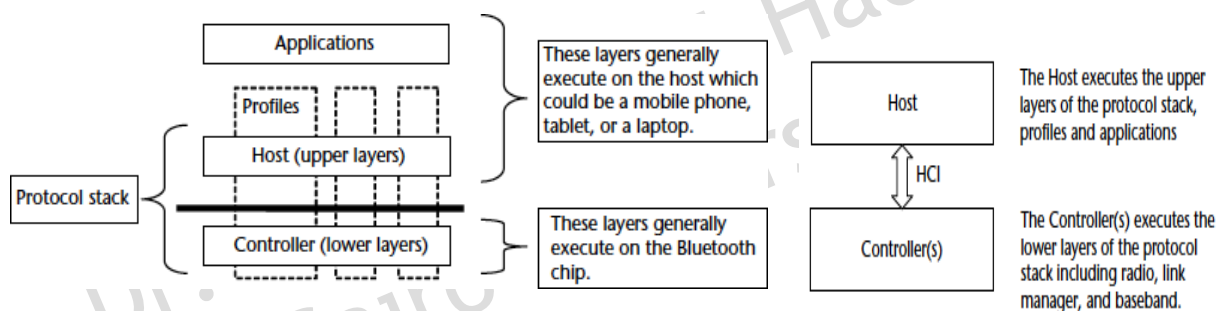 Applications
Profiles
Host (upper layers)
Protocol stack
Controller (lower layers)
These layers generally
execute on the host which
could be a mobile phone,
tablet, or a laptop.
These layers generally
execute on the Bluetooth
chip.
Host
HCI
Controller(s)
The Host executes the upper
layers of the protocol stack,
profiles and applications
The Controller(s) executes the
lower layers of the protocol
stack including radio, link
manager, and baseband.